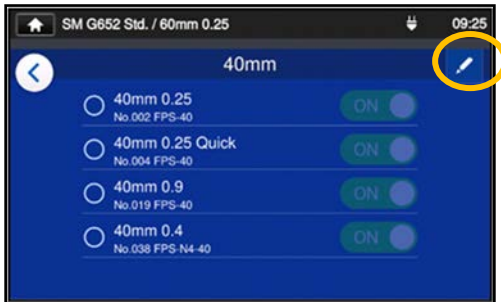 SM G652 Std. / 60mm 0.25 09:25
40mm
40mm 0.25 ON
No.002 FPS-40
40mm 0.25 Quick ON
No.004 FPS-40
40mm 0.9 ON
No.019 FPS-40
40mm 0.4 ON
No.038 FPS-N4-40